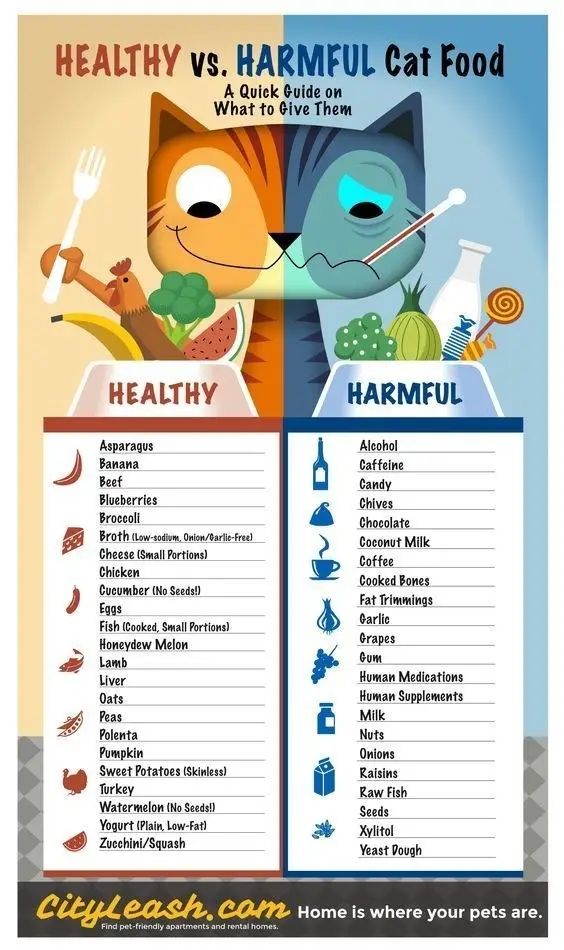 HEALTHY vs. HARMFUL Cat Food
A Quick Guide on
What to Give Them
HEALTHY
Asparagus
Banana
Beef
Blueberries
Broccoli
Broth (Low-sodium, Onion/Garlic-Free)
Cheese (Small Portions)
Chicken
Cucumber (No Seeds!)
Eggs
Fish (Cooked, Small Portions)
Honeydew Melon
Lamb
Liver
Oats
Peas
Polenta
Pumpkin
Sweet Potatoes (Skinless)
Turkey
Watermelon (No Seeds!)
Yogurt (Plain, Low-Fat)
Zucchini/Squash
HARMFUL
Alcohol
Caffeine
Candy
Chives
Chocolate
Coconut Milk
Coffee
Cooked Bones
Fat Trimmings
Garlic
Grapes
Gum
Human Medications
Human Supplements
Milk
Nuts
Onions
Raisins
Raw Fish
Seeds
Xylitol
Yeast Dough
CityLeash.com
Find pet-friendly apartments and rental homes.
Home is where your pets are.